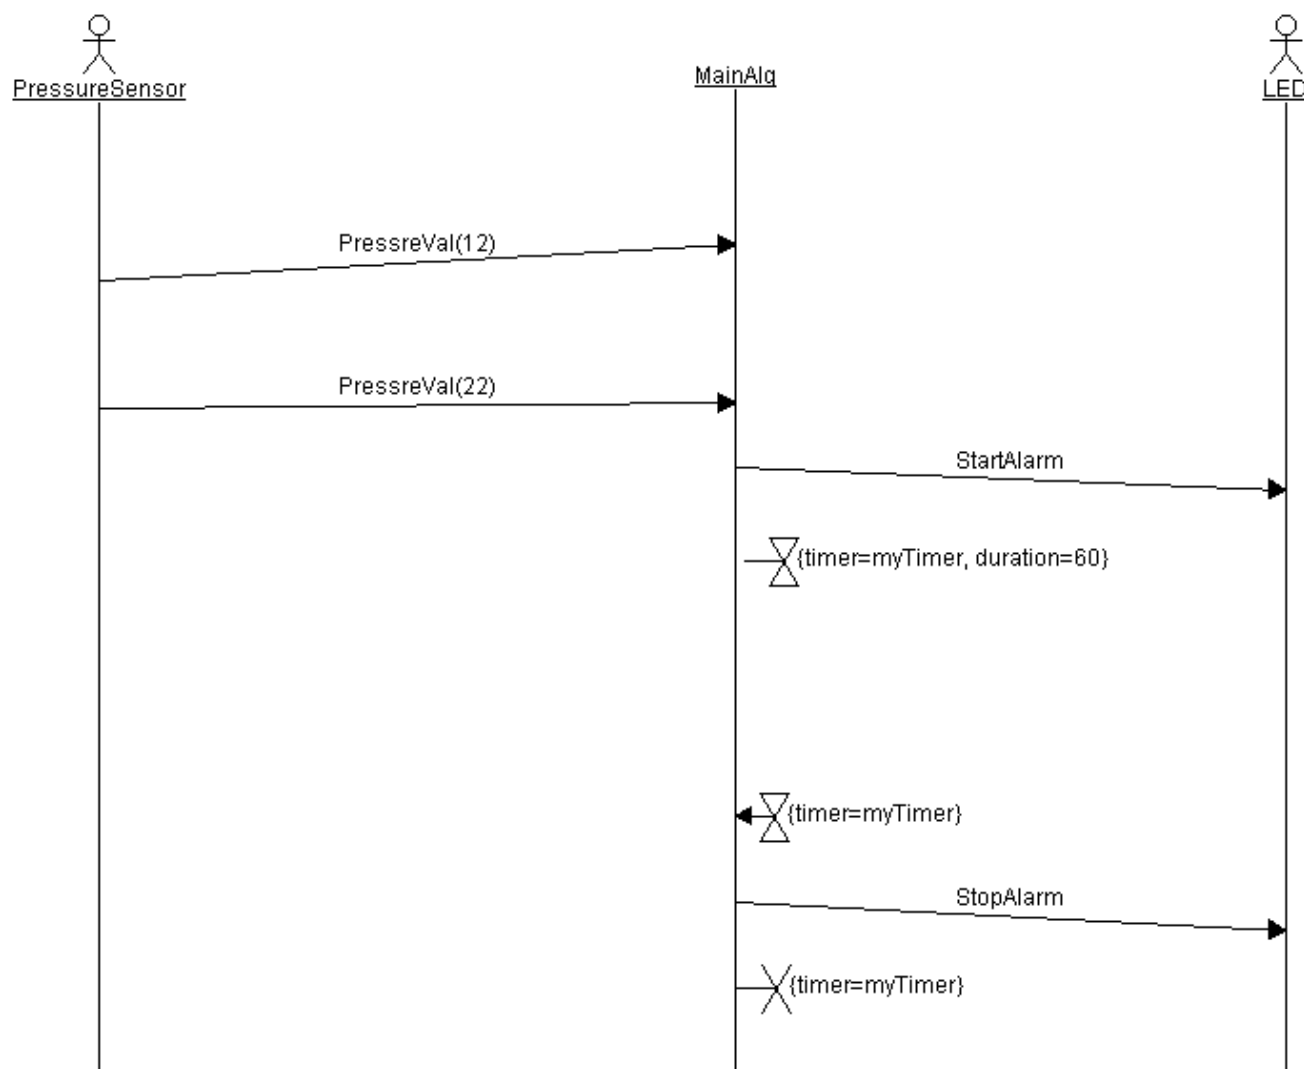 PressureSensor
MainAlg
LED
PressreVal(12)
PressreVal(22)
StartAlarm
{timer=myTimer, duration=60}
{timer=myTimer}
StopAlarm
{timer=myTimer}